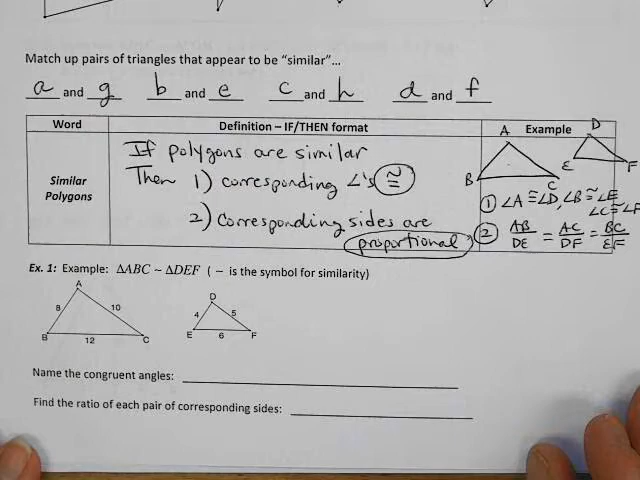 Match up pairs of triangles that appear to be “similar”...
a and g b and e c and h d and f
Word Definition – IF/THEN format Example
If polygons are similar
Then 1) corresponding ∠'s ≅
2) Corresponding sides are
proportional
Similar
Polygons
A D
B C E F
① ∠A ≅ ∠D, ∠B ≅ ∠E
∠C ≅ ∠F
② AB/DE = AC/DF = BC/EF
Ex. 1: Example: ΔABC ~ ΔDEF ( ~ is the symbol for similarity)
A
8 10
B 12 C
D
4 5
E 6 F
Name the congruent angles:
Find the ratio of each pair of corresponding sides: